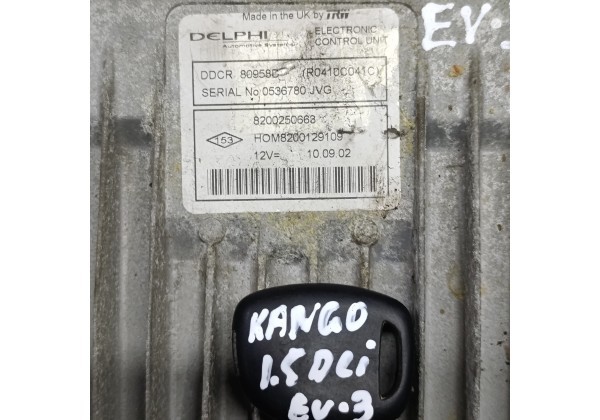 Made in the UK by TRW
DELPHI ELECTRONIC
Automotive Systems CONTROL UNIT
EV-3
DDCR 80958C (R0410C041C)
SERIAL No 0536780 JVG
8200250663
153 HOM8200129109
12V= 10.09.02
KANGO
1.5 DCi
EV-3